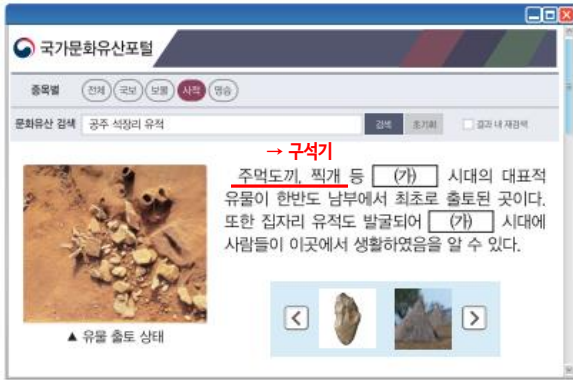 국가문화유산포털
종목별 전체 국보 보물 사적 명승
문화유산 검색 공주 석장리 유적 검색 초기화 결과 내 재검색
→ 구석기
주먹도끼, 찍개 등 (가) 시대의 대표적
유물이 한반도 남부에서 최초로 출토된 곳이다.
또한 집자리 유적도 발굴되어 (가) 시대에
사람들이 이곳에서 생활하였음을 알 수 있다.
▲ 유물 출토 상태